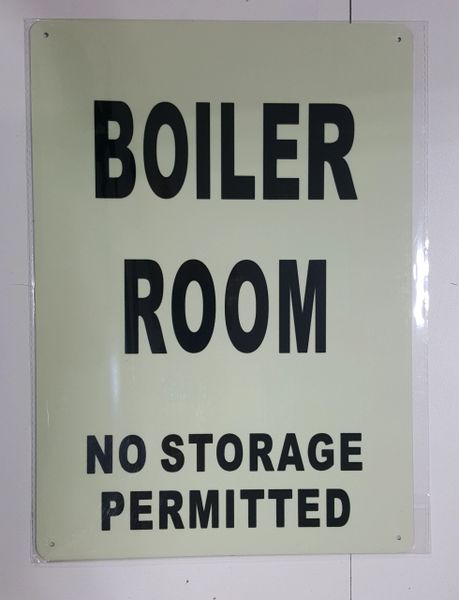 BOILER
ROOM
NO STORAGE
PERMITTED